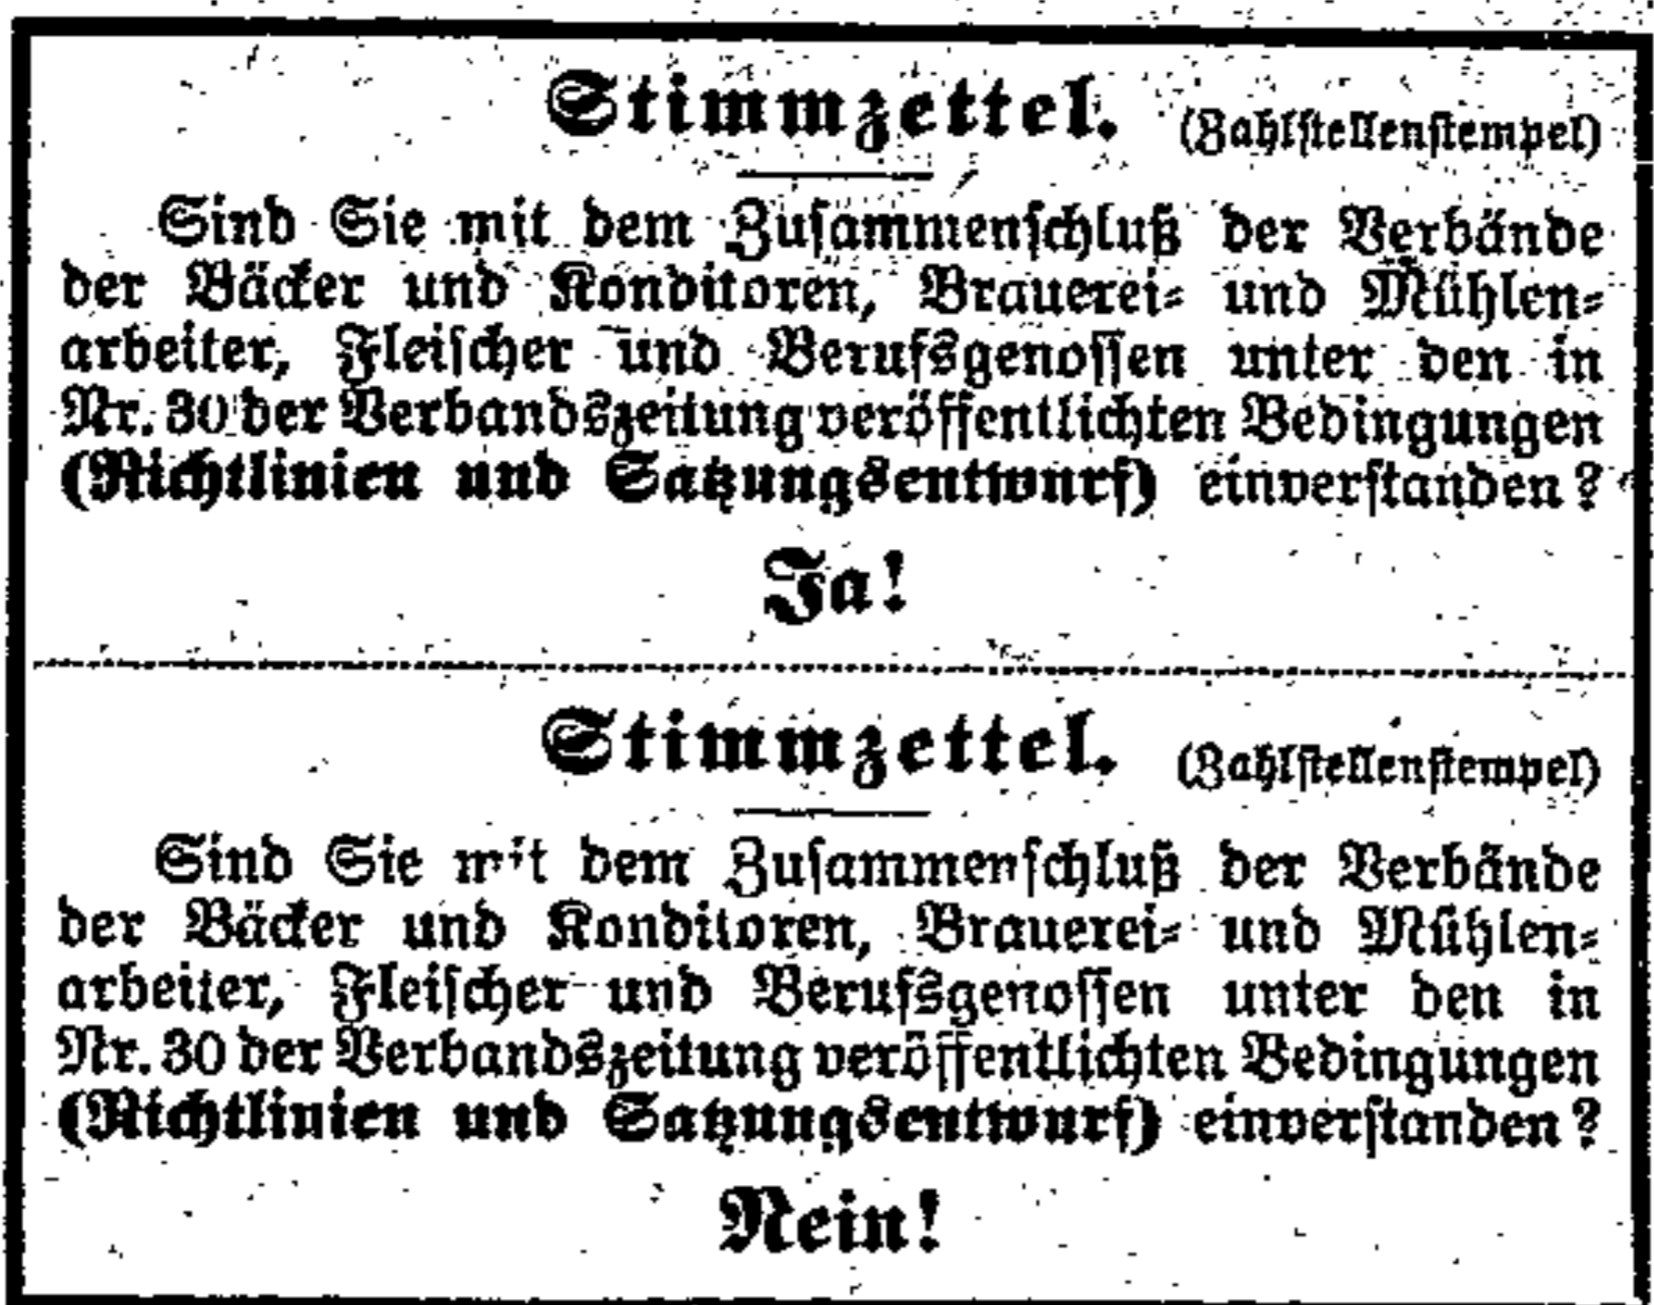 Stimmzettel. (Zahlstellenstempel)
Sind Sie mit dem Zusammenschluß der Verbände
der Bäcker und Konditoren, Brauerei- und Mühlen-
arbeiter, Fleischer und Berufsgenossen unter den in
Nr. 30 der Verbandszeitung veröffentlichten Bedingungen
(Richtlinien und Satzungsentwurf) einverstanden?
Ja!
Stimmzettel. (Zahlstellenstempel)
Sind Sie mit dem Zusammenschluß der Verbände
der Bäcker und Konditoren, Brauerei- und Mühlen-
arbeiter, Fleischer und Berufsgenossen unter den in
Nr. 30 der Verbandszeitung veröffentlichten Bedingungen
(Richtlinien und Satzungsentwurf) einverstanden?
Nein!